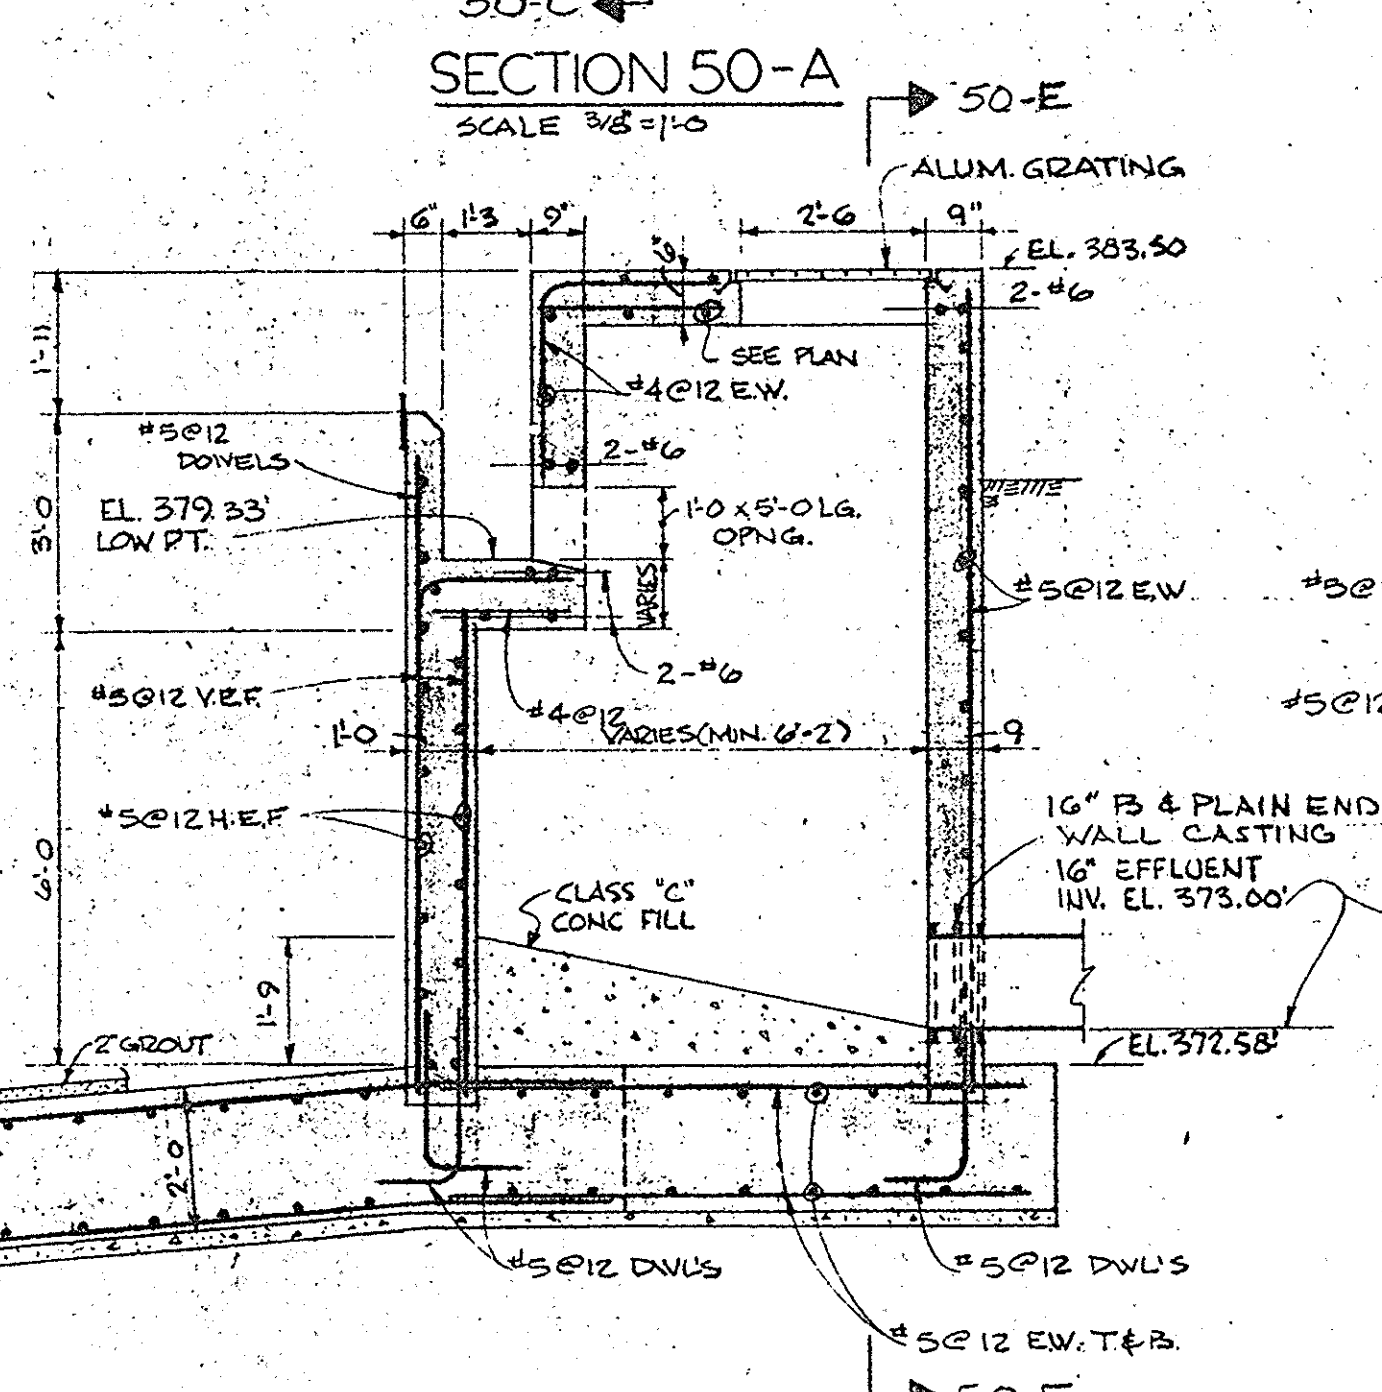 50-C
SECTION 50-A
SCALE 3/8"=1'-0
50-E
ALUM. GRATING
6"
1'-3
9"
2'-6
9"
EL. 383.50
6"
2-#6
1'-11
SEE PLAN
#4@12 E.W.
#5@12
DOWELS
2-#6
EL. 379.33'
LOW PT.
3'-0
1'-0 x 5'-0 LG.
OPNG.
VARIES
#5@12 E.W.
#5@
2-#6
#5@12 V.E.F.
#4@12
#5@12
1'-0
VARIES (MIN. 6'-2)
9
16" B & PLAIN END
WALL CASTING
#5@12 H.E.F
6'-0
16" EFFLUENT
INV. EL. 373.00'
CLASS "C"
CONC FILL
1'-9
2" GROUT
EL. 372.58'
2'-0
#5@12 DWL'S
#5@12 DWL'S
#5@12 E.W. T.&B.